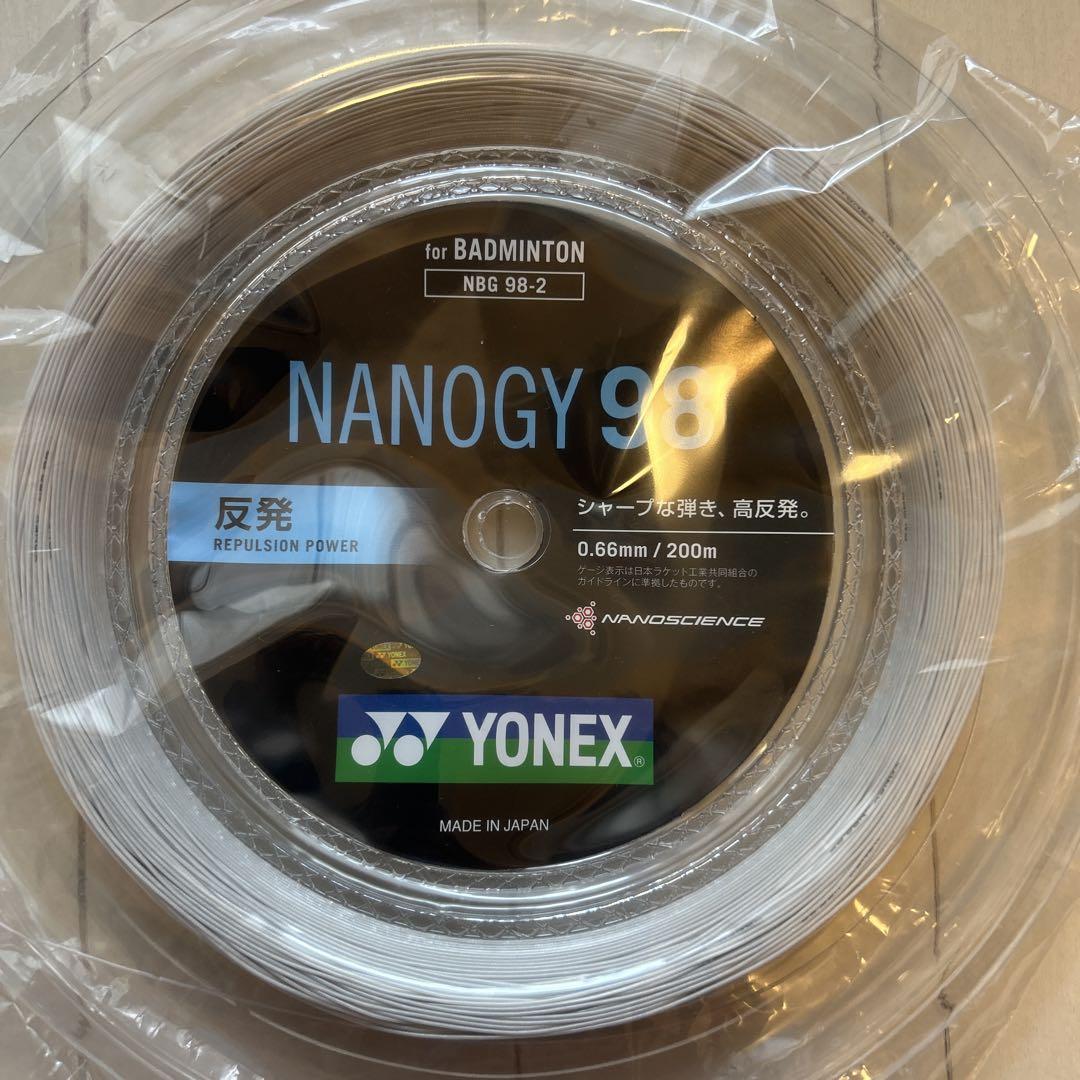 for BADMINTON
NBG 98-2
NANOGY 98
反発
REPULSION POWER
シャープな弾き、高反発。
0.66mm / 200m
ゲージ表示は日本ラケット工業共同組合の
ガイドラインに準拠したものです。
NANOSCIENCE
YONEX
YONEX
YONEX
YONEX®
MADE IN JAPAN